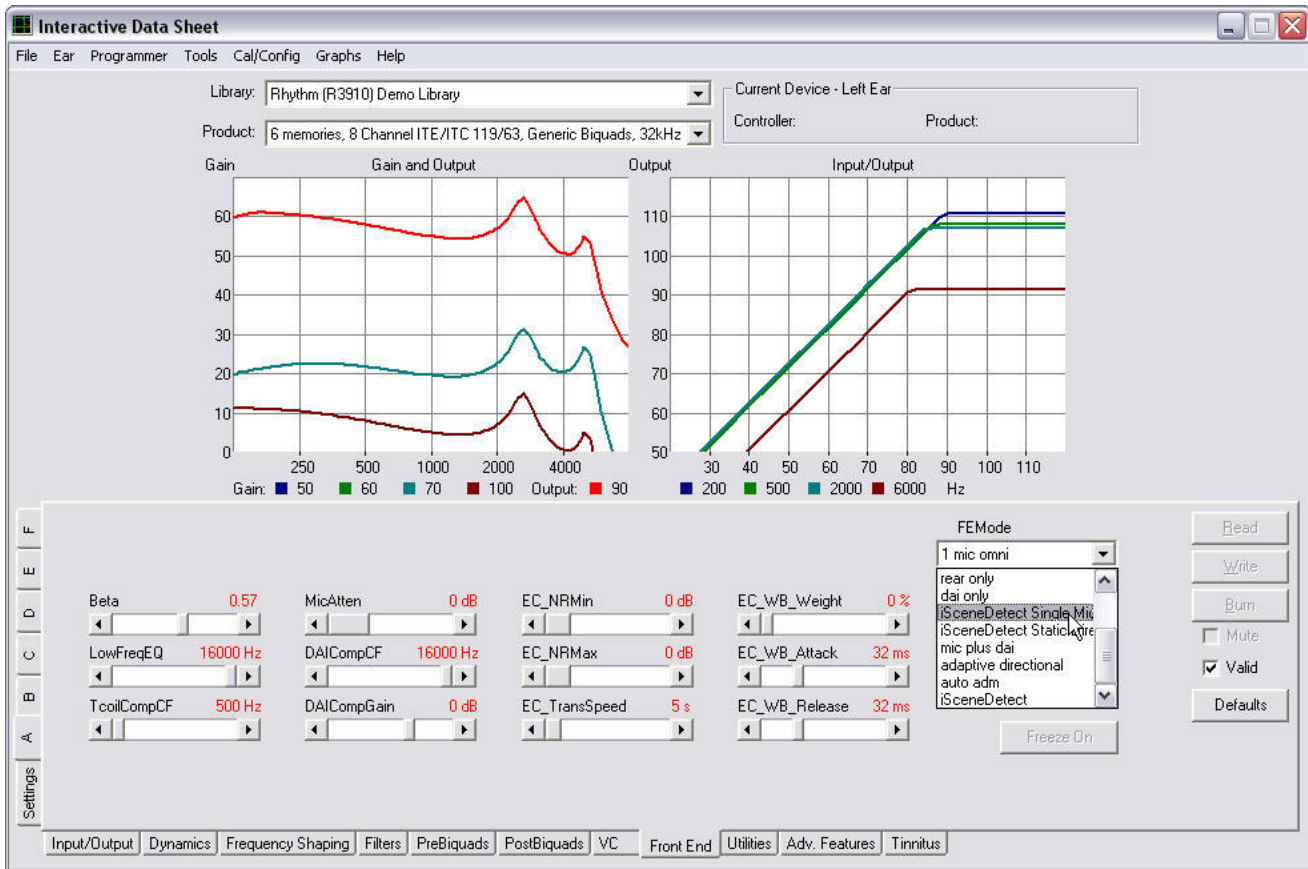 Interactive Data Sheet
File Ear Programmer Tools Cal/Config Graphs Help
Library: Rhythm (R3910) Demo Library
Product: 6 memories, 8 Channel ITE/ITC 119/63, Generic Biquads, 32kHz
Current Device - Left Ear
Controller: Product:
Gain Gain and Output Output Input/Output
60
50
40
30
20
10
0
250 500 1000 2000 4000
Gain: 50 60 70 100 Output: 90
110
100
90
80
70
60
50
30 40 50 60 70 80 90 100 110
200 500 2000 6000 Hz
F
E
D
C
B
A
Settings
Beta 0.57
LowFreqEQ 16000 Hz
TcoilCompCF 500 Hz
MicAtten 0 dB
DAICompCF 16000 Hz
DAICompGain 0 dB
EC_NRMin 0 dB
EC_NRMax 0 dB
EC_TransSpeed 5 s
EC_WB_Weight 0 %
EC_WB_Attack 32 ms
EC_WB_Release 32 ms
FEMode
1 mic omni
rear only
dai only
iSceneDetect Single Mic
iSceneDetect Static
mic plus dai
adaptive directional
auto adm
iSceneDetect
Freeze On
Read
Write
Burn
Mute
Valid
Defaults
Input/Output Dynamics Frequency Shaping Filters PreBiquads PostBiquads VC Front End Utilities Adv. Features Tinnitus